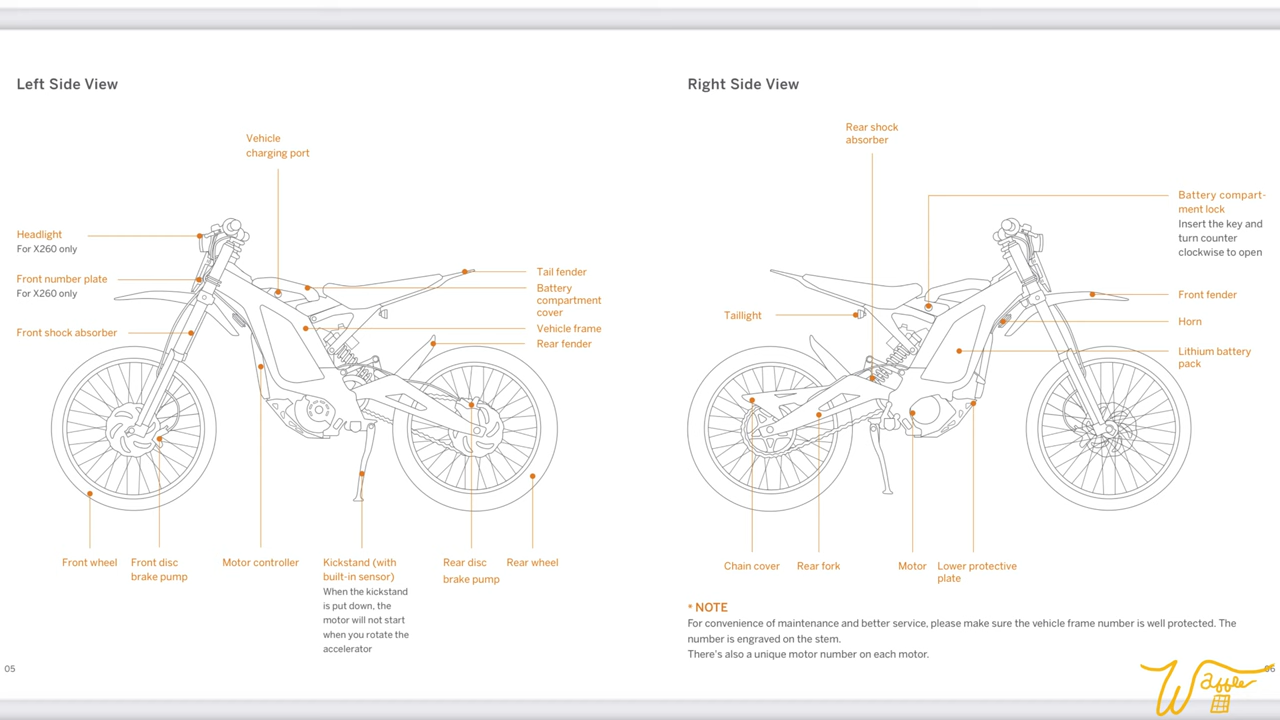 Left Side View
Vehicle
charging port
Headlight
For X260 only
Front number plate
For X260 only
Front shock absorber
Tail fender
Battery
compartment
cover
Vehicle frame
Rear fender
Front wheel
Front disc
brake pump
Motor controller
Kickstand (with
built-in sensor)
When the kickstand
is put down, the
motor will not start
when you rotate the
accelerator
Rear disc
brake pump
Rear wheel
05
Right Side View
Rear shock
absorber
Battery compart-
ment lock
Insert the key and
turn counter
clockwise to open
Taillight
Front fender
Horn
Lithium battery
pack
Chain cover
Rear fork
Motor
Lower protective
plate
* NOTE
For convenience of maintenance and better service, please make sure the vehicle frame number is well protected. The
number is engraved on the stem.
There's also a unique motor number on each motor.
06
Waffle